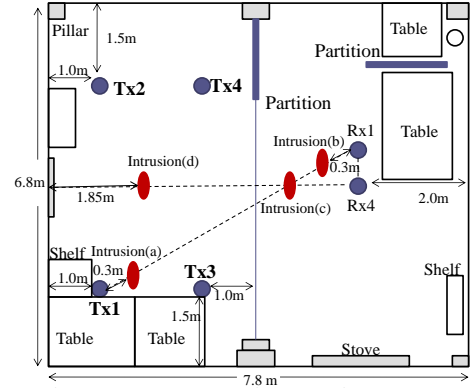 Pillar
1.5m
Table
Partition
1.0m
Tx2
Tx4
Partition
Table
Intrusion(b)
Rx1
0.3m
Intrusion(d)
6.8m
1.85m
Intrusion(c)
Rx4
2.0m
Shelf
Intrusion(a)
1.0m
0.3m
Tx3
Shelf
1.0m
Tx1
1.5m
Table
Table
Stove
7.8 m